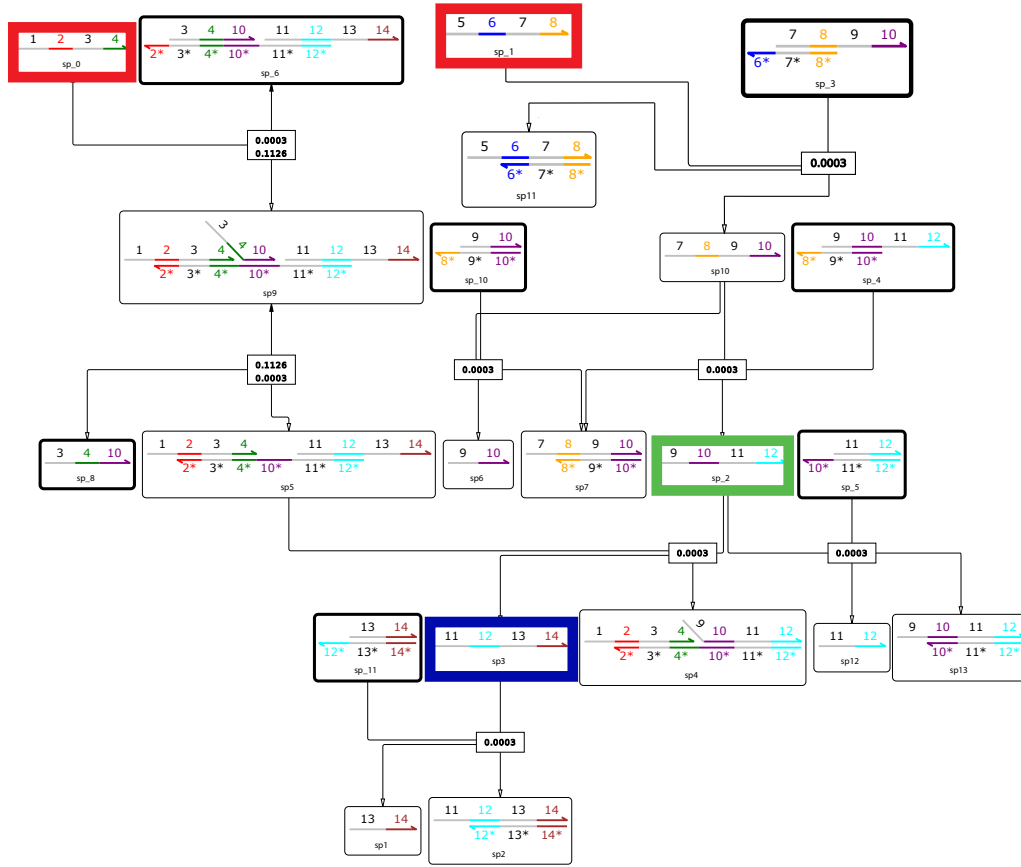 1 2 3 4
sp_0
3 4 10 11 12 13 14
2* 3* 4* 10* 11* 12*
sp_6
5 6 7 8
sp_1
7 8 9 10
6* 7* 8*
sp_3
0.0003
0.1126
5 6 7 8
6* 7* 8*
sp11
0.0003
3
4
1 2 3 4 10 11 12 13 14
2* 3* 4* 10* 11* 12*
sp9
9 10
8* 9* 10*
sp_10
7 8 9 10
sp10
9 10 11 12
8* 9* 10*
sp_4
0.1126
0.0003
0.0003
0.0003
3 4 10
sp_8
1 2 3 4 11 12 13 14
2* 3* 4* 10* 11* 12*
sp5
9 10
sp6
7 8 9 10
8* 9* 10*
sp7
9 10 11 12
sp_2
11 12
10* 11* 12*
sp_5
0.0003
0.0003
13 14
12* 13* 14*
sp_11
11 12 13 14
sp3
9
1 2 3 4 10 11 12
2* 3* 4* 10* 11* 12*
sp4
11 12
sp12
9 10 11 12
10* 11* 12*
sp13
0.0003
13 14
sp1
11 12 13 14
12* 13* 14*
sp2